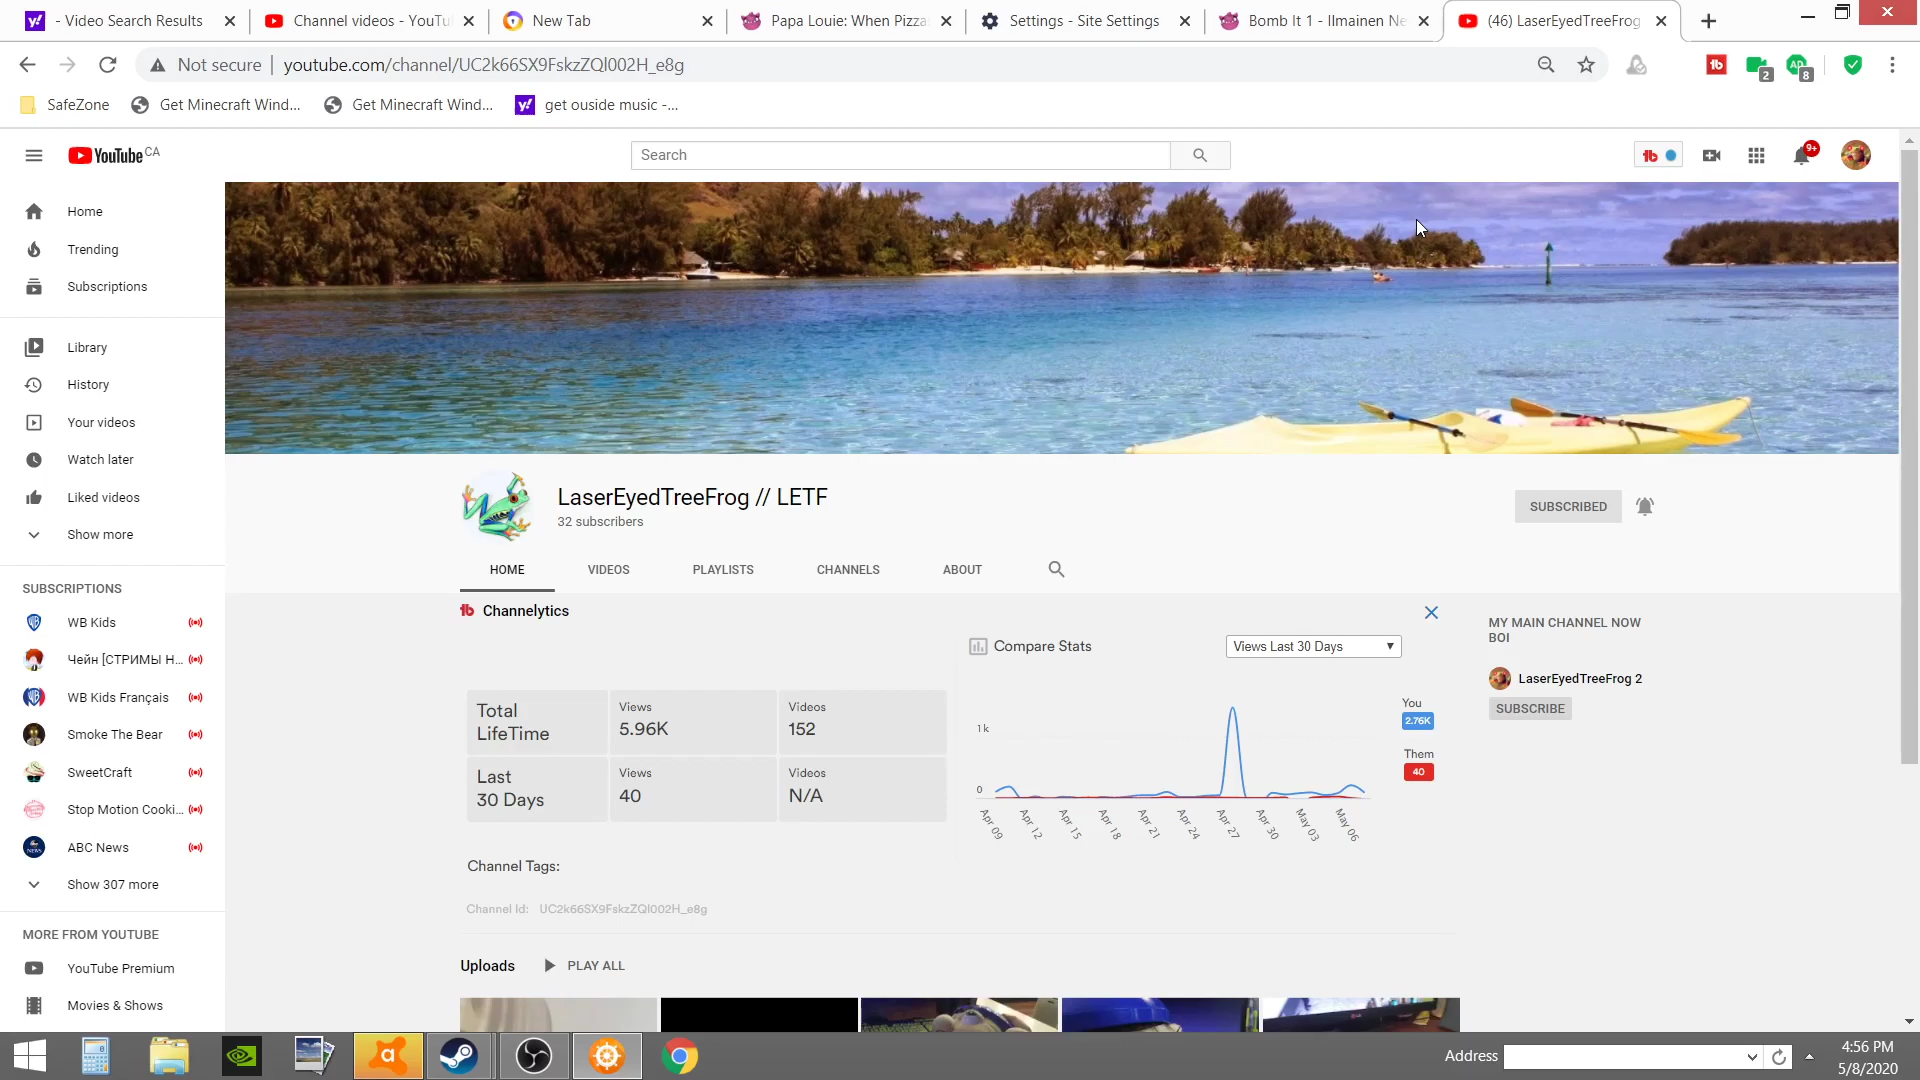 - Video Search Results
Channel videos - YouTu
New Tab
Papa Louie: When Pizza
Settings - Site Settings
Bomb It 1 - Ilmainen Ne
(46) LaserEyedTreeFrog
Not secure
youtube.com/channel/UC2k66SX9FskzZQl002H_e8g
2
AD
8
SafeZone
Get Minecraft Wind...
Get Minecraft Wind...
get ouside music -...
YouTube CA
Search
9+
Home
Trending
Subscriptions
Library
History
Your videos
Watch later
Liked videos
Show more
SUBSCRIPTIONS
WB Kids
Чейн [СТРИМЫ Н...
WB Kids Français
Smoke The Bear
SweetCraft
Stop Motion Cooki...
ABC News
Show 307 more
MORE FROM YOUTUBE
YouTube Premium
Movies & Shows
LaserEyedTreeFrog // LETF
32 subscribers
SUBSCRIBED
HOME
VIDEOS
PLAYLISTS
CHANNELS
ABOUT
Channelytics
Total
LifeTime
Views
5.96K
Videos
152
Last
30 Days
Views
40
Videos
N/A
Compare Stats
Views Last 30 Days
1k
0
Apr 09
Apr 12
Apr 15
Apr 18
Apr 21
Apr 24
Apr 27
Apr 30
May 03
May 06
You
2.76K
Them
40
Channel Tags:
Channel Id: UC2k66SX9FskzZQl002H_e8g
MY MAIN CHANNEL NOW
BOI
LaserEyedTreeFrog 2
SUBSCRIBE
Uploads
PLAY ALL
Address
4:56 PM
5/8/2020